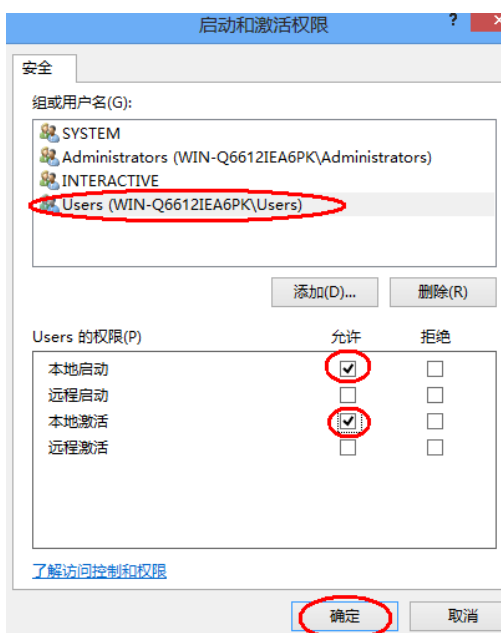 启动和激活权限
?
安全
组或用户名(G):
SYSTEM
Administrators (WIN-Q6612IEA6PK\Administrators)
INTERACTIVE
Users (WIN-Q6612IEA6PK\Users)
添加(D)... 删除(R)
Users 的权限(P) 允许 拒绝
本地启动
远程启动
本地激活
远程激活
了解访问控制和权限
确定 取消